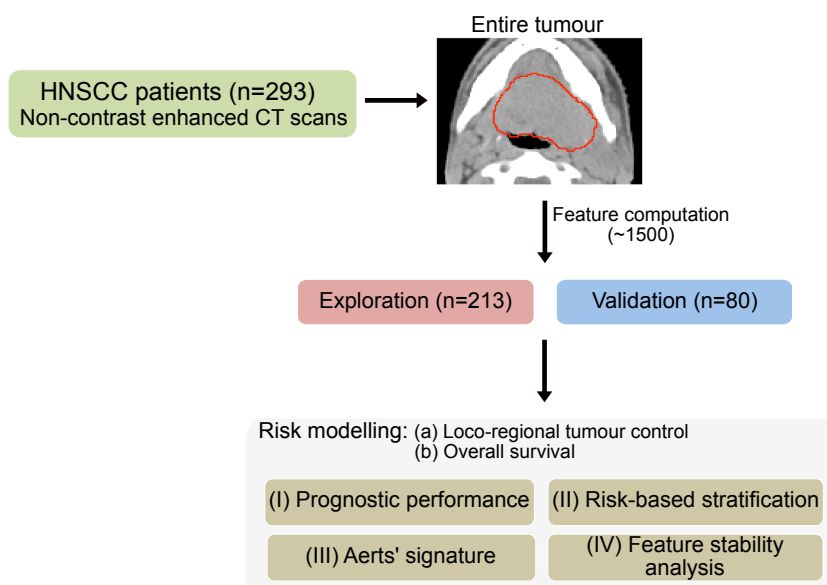 Entire tumour
HNSCC patients (n=293)
Non-contrast enhanced CT scans
Feature computation
(~1500)
Exploration (n=213)
Validation (n=80)
Risk modelling: (a) Loco-regional tumour control
(b) Overall survival
(I) Prognostic performance
(II) Risk-based stratification
(III) Aerts' signature
(IV) Feature stability
analysis